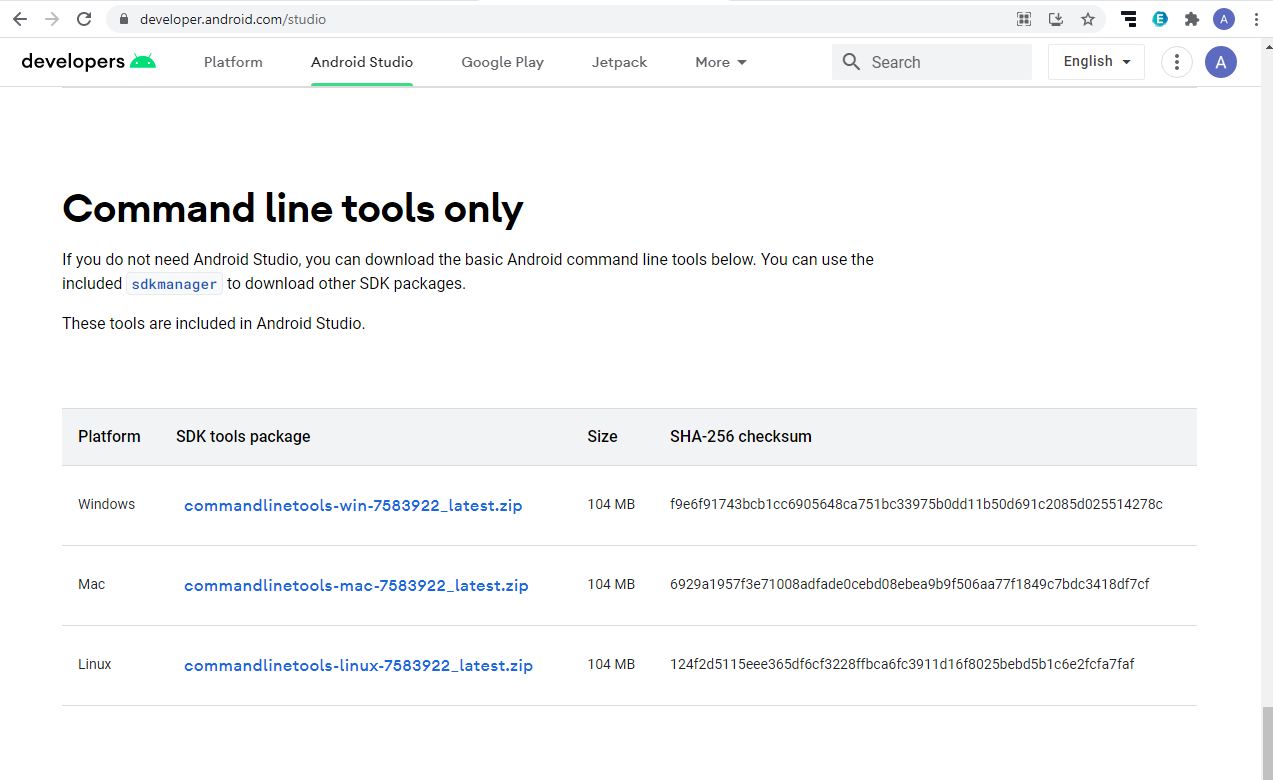 developer.android.com/studio
E
A
developers
Platform
Android Studio
Google Play
Jetpack
More
Search
English
A
Command line tools only
If you do not need Android Studio, you can download the basic Android command line tools below. You can use the
included sdkmanager to download other SDK packages.
These tools are included in Android Studio.
Platform SDK tools package Size SHA-256 checksum
Windows commandlinetools-win-7583922_latest.zip 104 MB f9e6f91743bcb1cc6905648ca751bc33975b0dd11b50d691c2085d025514278c
Mac commandlinetools-mac-7583922_latest.zip 104 MB 6929a1957f3e71008adfade0cebd08ebea9b9f506aa77f1849c7bdc3418df7cf
Linux commandlinetools-linux-7583922_latest.zip 104 MB 124f2d5115eee365df6cf3228ffbca6fc3911d16f8025bebd5b1c6e2fcfa7faf